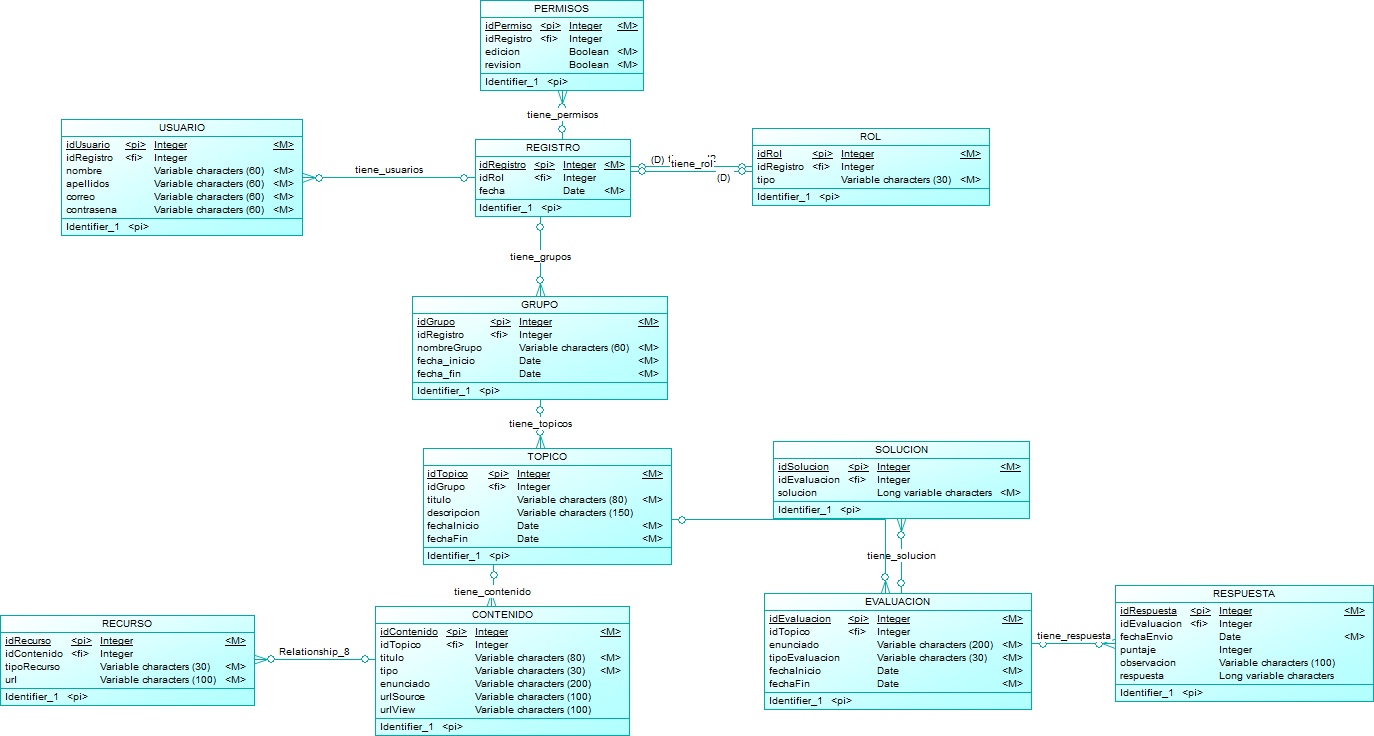 PERMISOS
idPermiso <pi> Integer <M>
idRegistro <fi> Integer
edicion Boolean <M>
revision Boolean <M>
Identifier_1 <pi>
tiene_permisos
USUARIO
idUsuario <pi> Integer <M>
idRegistro <fi> Integer
nombre Variable characters (60) <M>
apellidos Variable characters (60) <M>
correo Variable characters (60) <M>
contrasena Variable characters (60) <M>
Identifier_1 <pi>
tiene_usuarios
REGISTRO
idRegistro <pi> Integer <M>
idRol <fi> Integer
fecha Date <M>
Identifier_1 <pi>
(D)
tiene_rol
(D)
ROL
idRol <pi> Integer <M>
idRegistro <fi> Integer
tipo Variable characters (30) <M>
Identifier_1 <pi>
tiene_grupos
GRUPO
idGrupo <pi> Integer <M>
idRegistro <fi> Integer
nombreGrupo Variable characters (60) <M>
fecha_inicio Date <M>
fecha_fin Date <M>
Identifier_1 <pi>
tiene_topicos
TOPICO
idTopico <pi> Integer <M>
idGrupo <fi> Integer
titulo Variable characters (80) <M>
descripcion Variable characters (150)
fechaInicio Date <M>
fechaFin Date <M>
Identifier_1 <pi>
SOLUCION
idSolucion <pi> Integer <M>
idEvaluacion <fi> Integer
solucion Long variable characters <M>
Identifier_1 <pi>
tiene_solucion
tiene_contenido
RECURSO
idRecurso <pi> Integer <M>
idContenido <fi> Integer
tipoRecurso Variable characters (30) <M>
url Variable characters (100) <M>
Identifier_1 <pi>
Relationship_8
CONTENIDO
idContenido <pi> Integer <M>
idTopico <fi> Integer
titulo Variable characters (80) <M>
tipo Variable characters (30) <M>
enunciado Variable characters (200)
urlSource Variable characters (100)
urlView Variable characters (100)
Identifier_1 <pi>
EVALUACION
idEvaluacion <pi> Integer <M>
idTopico <fi> Integer
enunciado Variable characters (200) <M>
tipoEvaluacion Variable characters (30) <M>
fechaInicio Date <M>
fechaFin Date <M>
Identifier_1 <pi>
tiene_respuesta
RESPUESTA
idRespuesta <pi> Integer <M>
idEvaluacion <fi> Integer
fechaEnvio Date <M>
puntaje Integer
observacion Variable characters (100)
respuesta Long variable characters
Identifier_1 <pi>